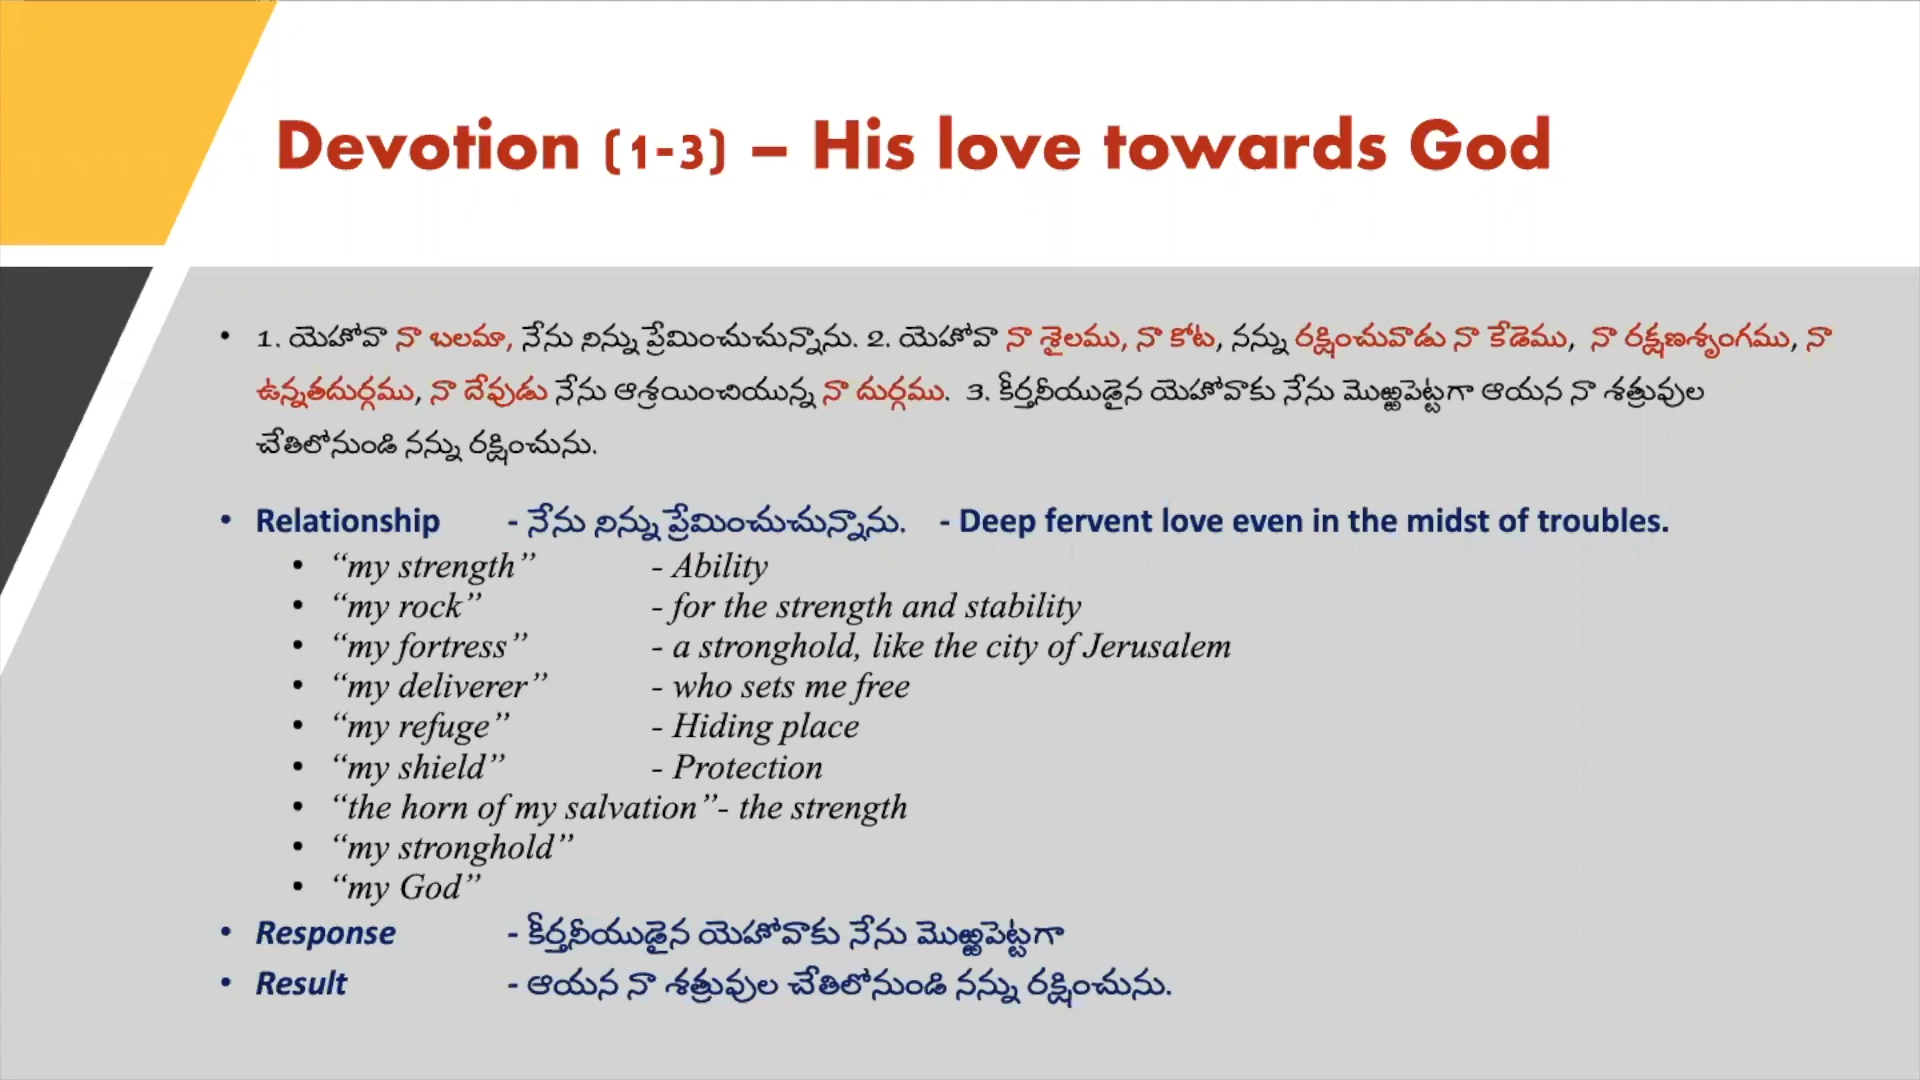 Devotion (1-3) – His love towards God
• 1. యెహోవా నా బలమా, నేను నిన్ను ప్రేమించుచున్నాను. 2. యెహోవా నా శైలము, నా కోట, నన్ను రక్షించువాడు నా కేడెము, నా రక్షణశృంగము, నా
ఉన్నతదుర్గము, నా దేవుడు నేను ఆశ్రయించియున్న నా దుర్గము. 3. కీర్తనీయుడైన యెహోవాకు నేను మొఱ్ఱపెట్టగా ఆయన నా శత్రువుల
చేతిలోనుండి నన్ను రక్షించును.
• Relationship - నేను నిన్ను ప్రేమించుచున్నాను. - Deep fervent love even in the midst of troubles.
• “my strength” - Ability
• “my rock” - for the strength and stability
• “my fortress” - a stronghold, like the city of Jerusalem
• “my deliverer” - who sets me free
• “my refuge” - Hiding place
• “my shield” - Protection
• “the horn of my salvation”- the strength
• “my stronghold”
• “my God”
• Response - కీర్తనీయుడైన యెహోవాకు నేను మొఱ్ఱపెట్టగా
• Result - ఆయన నా శత్రువుల చేతిలోనుండి నన్ను రక్షించును.